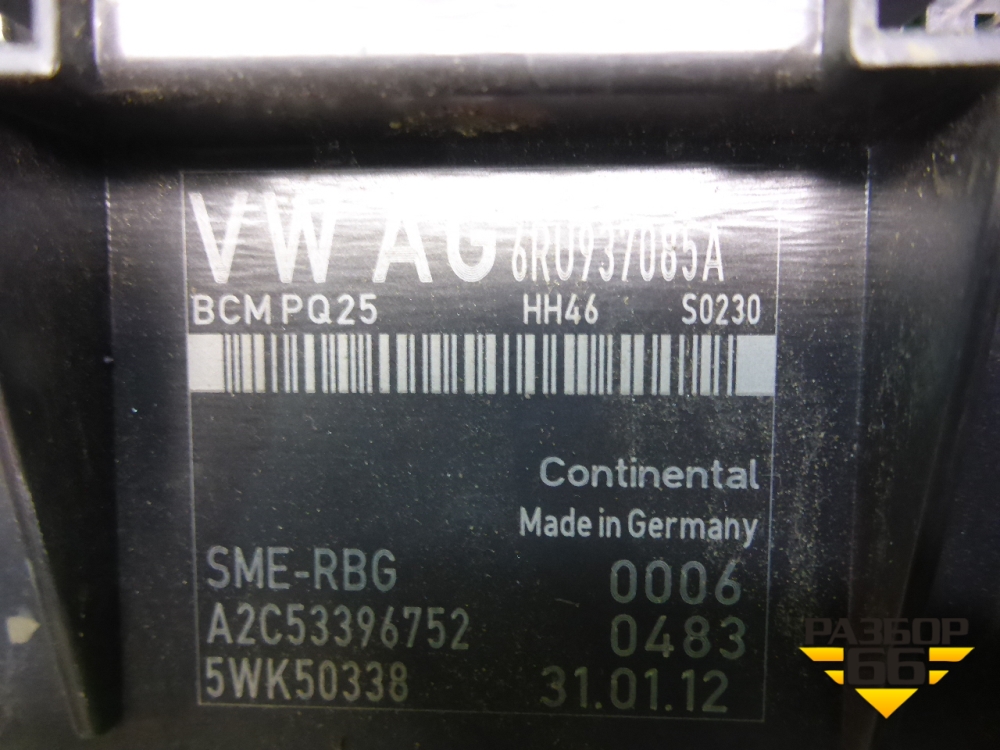 VW AG 6RU937085A
BCM PQ25 HH46 S0230
Continental
Made in Germany
SME-RBG 0006
A2C53396752 0483
5WK50338 31.01.12
РАЗБОР
66